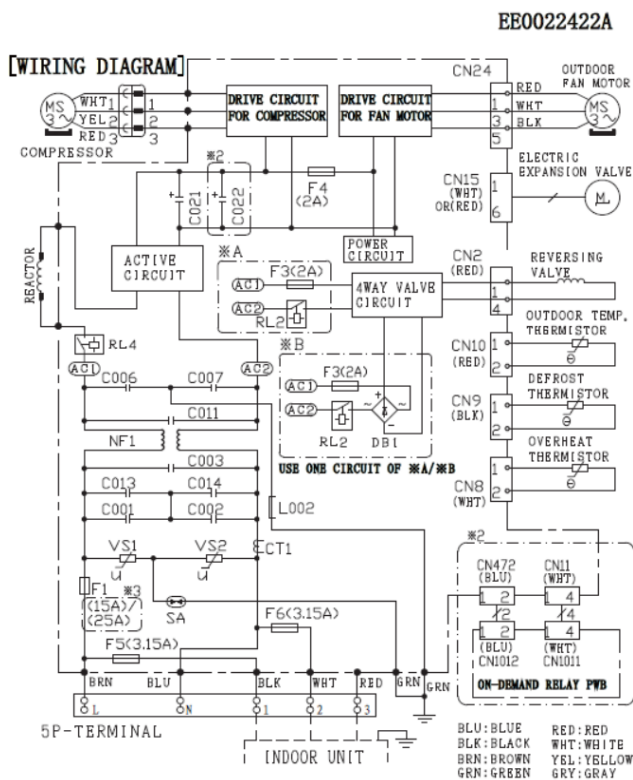 EE0022422A
[WIRING DIAGRAM]
CN24
OUTDOOR
FAN MOTOR
MS
3~
WHT 1
YEL 2
RED 3
1
2
3
COMPRESSOR
DRIVE CIRCUIT
FOR COMPRESSOR
DRIVE CIRCUIT
FOR FAN MOTOR
1
3
5
RED
WHT
BLK
MS
3~
※2
C021
C022
F4
(2A)
CN15
(WHT)
OR(RED)
1
6
ELECTRIC
EXPANSION VALVE
M
REACTOR
ACTIVE
CIRCUIT
POWER
CIRCUIT
※A
AC1
F3(2A)
AC2
RL2
4WAY VALVE
CIRCUIT
CN2
(RED)
1
4
REVERSING
VALVE
OUTDOOR TEMP.
THERMISTOR
CN10
(RED)
1
2
θ
RL4
AC1
AC2
※B
AC1
F3(2A)
AC2
RL2
DB1
+
-
~
~
USE ONE CIRCUIT OF ※A/※B
DEFROST
THERMISTOR
CN9
(BLK)
1
2
θ
OVERHEAT
THERMISTOR
CN8
(WHT)
1
2
θ
C006
C007
C011
NF1
C003
C013
C014
C001
C002
L002
VS1
U
VS2
U
CT1
F1
※3
(15A)/
(25A)
SA
F6(3.15A)
F5(3.15A)
※2
CN472
(BLU)
CN11
(WHT)
1 2
1 4
2
4
1 2
1 4
(BLU)
CN1012
(WHT)
CN1011
ON-DEMAND RELAY PWB
BRN
BLU
BLK
WHT
RED
GRN
GRN
L
N
1
2
3
5P-TERMINAL
INDOOR UNIT
BLU:BLUE RED:RED
BLK:BLACK WHT:WHITE
BRN:BROWN YEL:YELLOW
GRN:GREEN GRY:GRAY